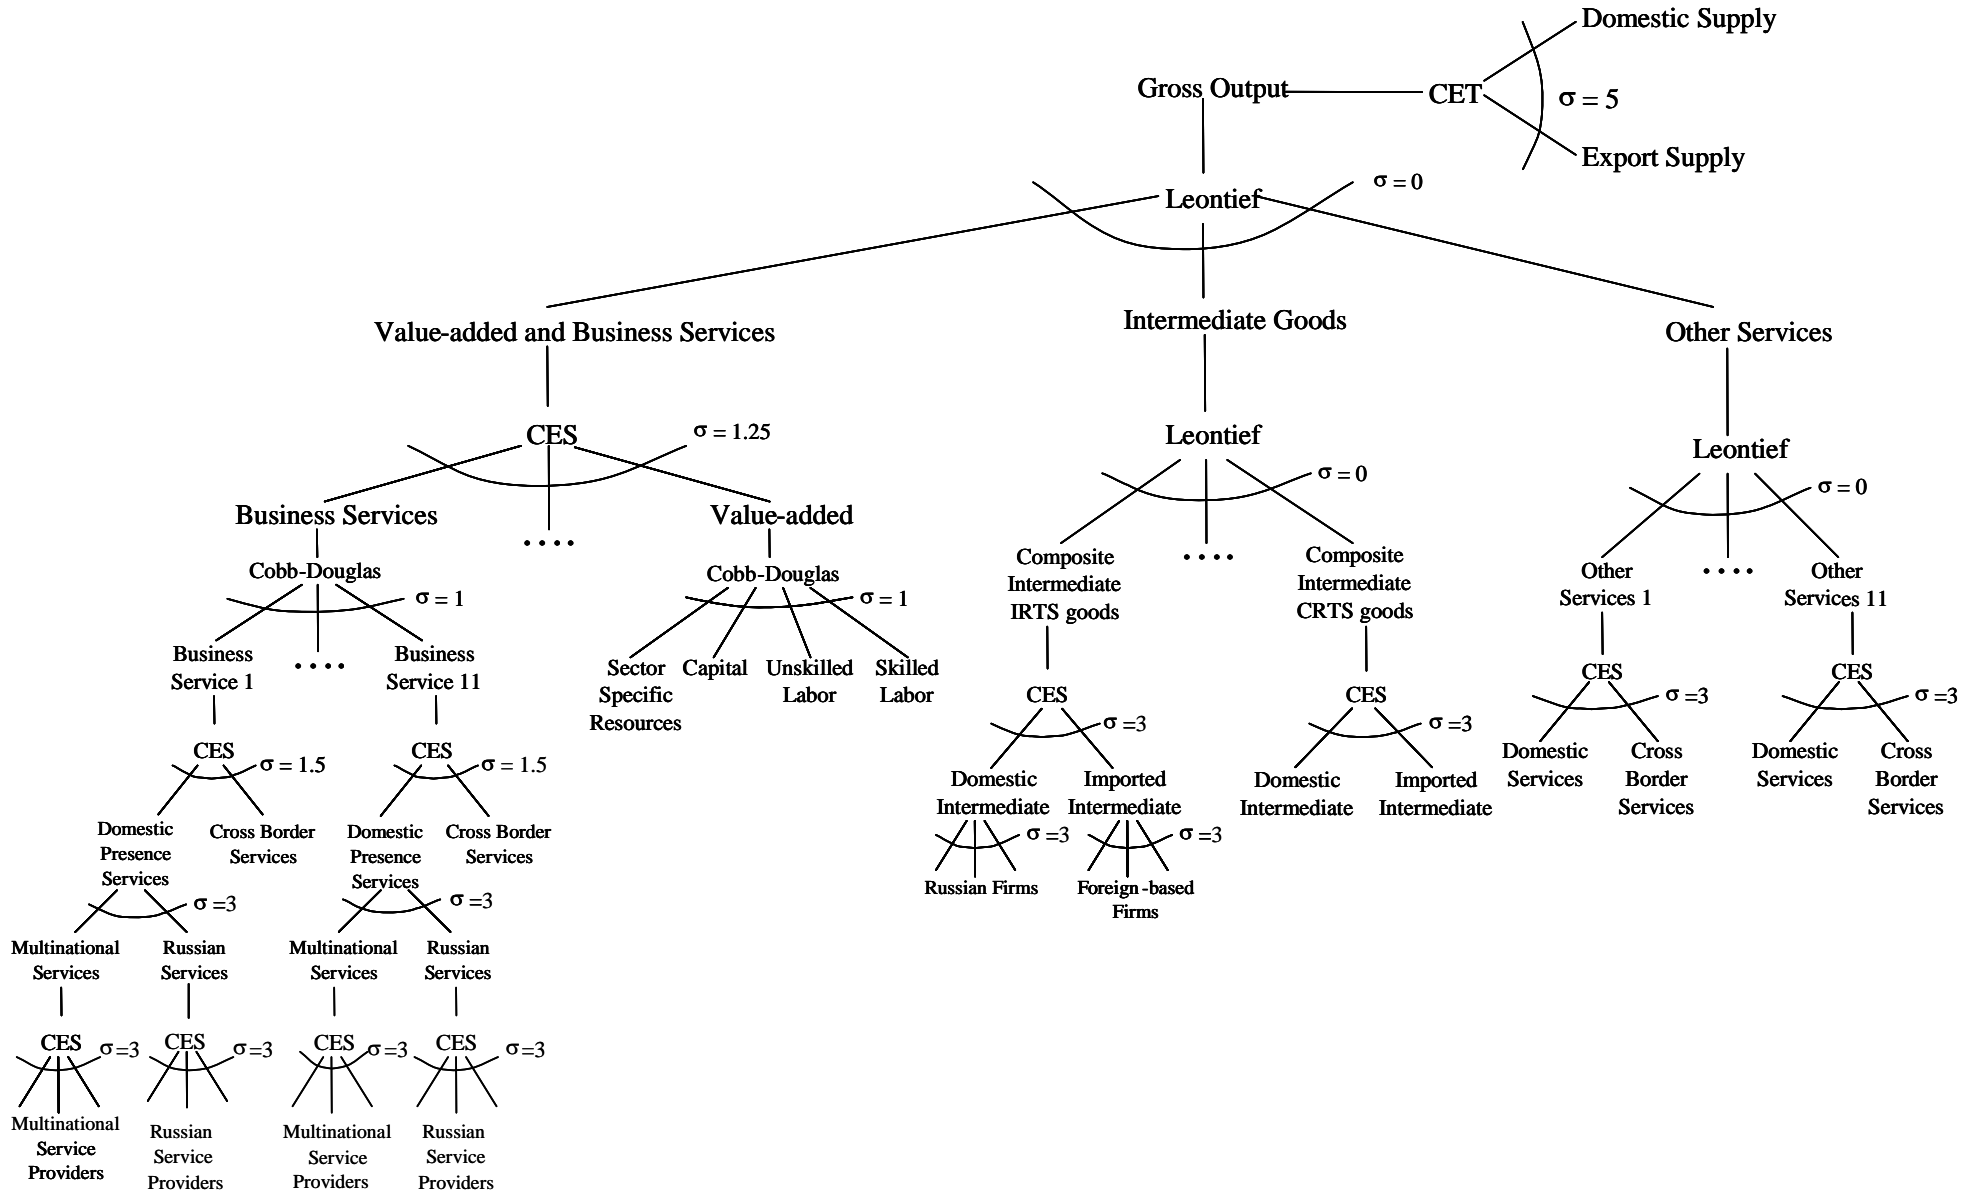 Domestic Supply
Gross Output
CET
σ = 5
Export Supply
Leontief
σ = 0
Value-added and Business Services
Intermediate Goods
Other Services
CES
σ = 1.25
Leontief
σ = 0
Leontief
σ = 0
Business Services
....
Value-added
Cobb-Douglas
σ = 1
Cobb-Douglas
σ = 1
Composite
Intermediate
IRTS goods
....
Composite
Intermediate
CRTS goods
Other
Services 1
....
Other
Services 11
Business
Service 1
....
Business
Service 11
Sector
Specific
Resources
Capital
Unskilled
Labor
Skilled
Labor
CES
σ = 1.5
CES
σ = 1.5
CES
σ =3
CES
σ =3
CES
σ =3
CES
σ =3
Domestic
Presence
Services
Cross Border
Services
Domestic
Presence
Services
Cross Border
Services
Domestic
Intermediate
Imported
Intermediate
Domestic
Intermediate
Imported
Intermediate
Domestic
Services
Cross
Border
Services
Domestic
Services
Cross
Border
Services
σ =3
σ =3
Russian Firms
Foreign -based
Firms
σ =3
σ =3
Multinational
Services
Russian
Services
Multinational
Services
Russian
Services
CES
σ =3
CES
σ =3
CES
σ =3
CES
σ =3
Multinational
Service
Providers
Russian
Service
Providers
Multinational
Service
Providers
Russian
Service
Providers